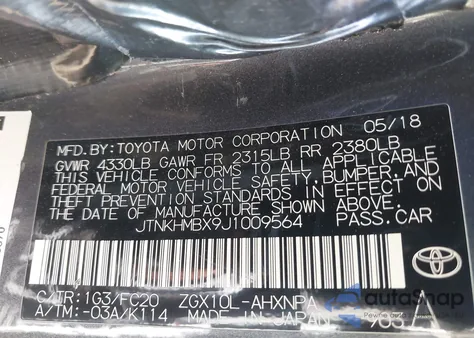 MFD. BY: TOYOTA MOTOR CORPORATION 05/18
GVWR 4330LB GAWR FR 2315LB RR 2380LB
THIS VEHICLE CONFORMS TO ALL APPLICABLE
FEDERAL MOTOR VEHICLE SAFETY, BUMPER, AND
THEFT PREVENTION STANDARDS IN EFFECT ON
THE DATE OF MANUFACTURE SHOWN ABOVE.
JTNKHMBX9J1009564 PASS.CAR
C/TR:1G3/FC20 ZGX10L-AHXNPA
A/TM:-03A/K114 MADE IN JAPAN
TOYOTA
autoSnap